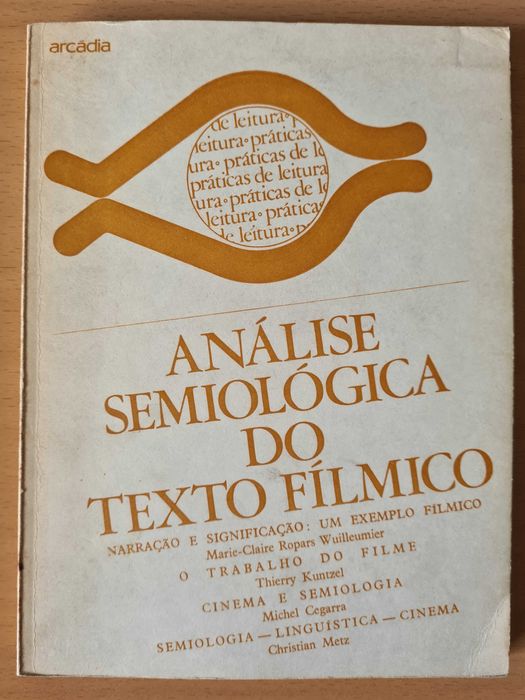 arcádia
de leitura • p
leitura • práticas
ura • práticas de le
práticas de leitura
ura • práticas de le
leitura • práticas
de leitura • p
ANÁLISE
SEMIOLÓGICA
DO
TEXTO FÍLMICO
NARRAÇÃO E SIGNIFICAÇÃO: UM EXEMPLO FÍLMICO
Marie-Claire Ropars Wuilleumier
O TRABALHO DO FILME
Thierry Kuntzel
CINEMA E SEMIOLOGIA
Michel Cegarra
SEMIOLOGIA — LINGUÍSTICA — CINEMA
Christian Metz